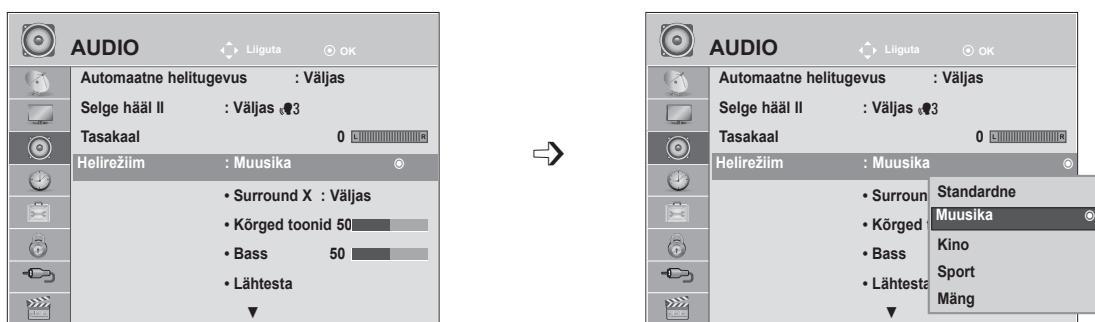 AUDIO Liiguta OK
Automaatne helitugevus : Väljas
Selge hääl II : Väljas 3
Tasakaal 0 L R
Helirežiim : Muusika
• Surround X : Väljas
• Kõrged toonid 50
• Bass 50
• Lähtesta
▼
AUDIO Liiguta OK
Automaatne helitugevus : Väljas
Selge hääl II : Väljas 3
Tasakaal 0 L R
Helirežiim : Muusika
• Surroun
• Kõrged
• Bass
• Lähtesta
▼
Standardne
Muusika
Kino
Sport
Mäng